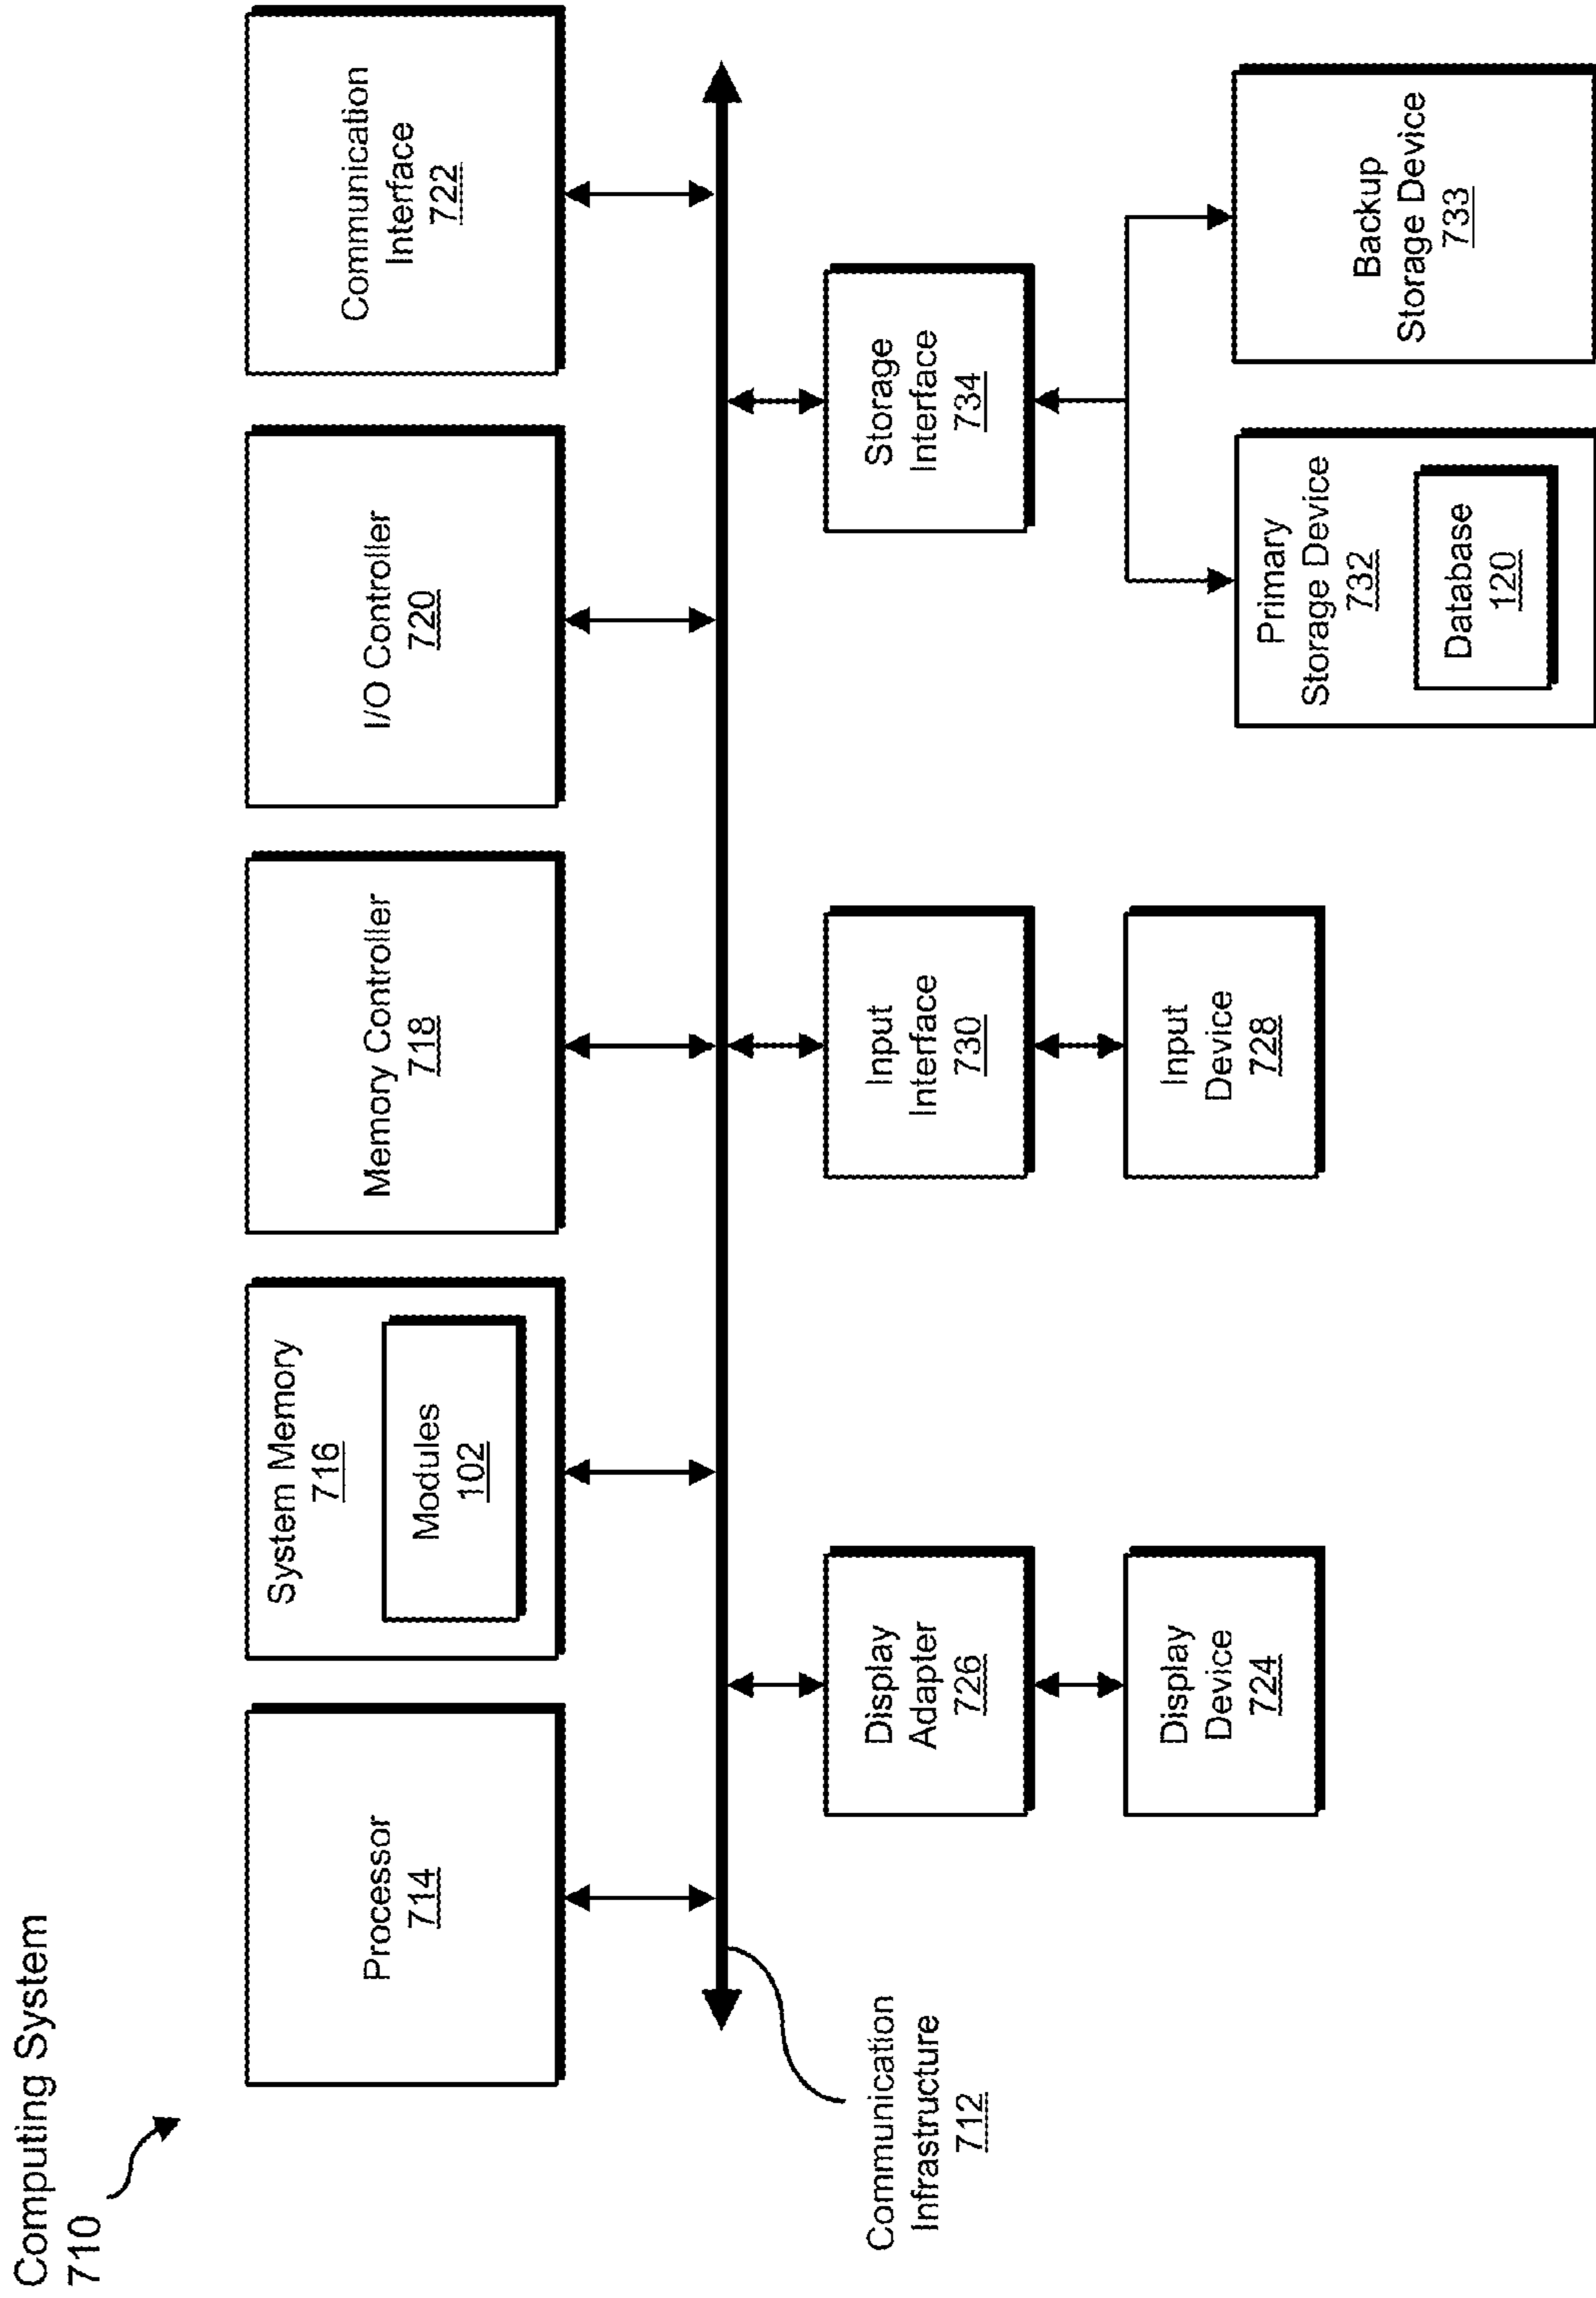 Computing System
710
Processor
714
System Memory
716
Modules
102
Memory Controller
718
I/O Controller
720
Communication
Interface
722
Communication
Infrastructure
712
Display
Adapter
726
Input
Interface
730
Storage
Interface
734
Display
Device
724
Input
Device
728
Primary
Storage Device
732
Database
120
Backup
Storage Device
733